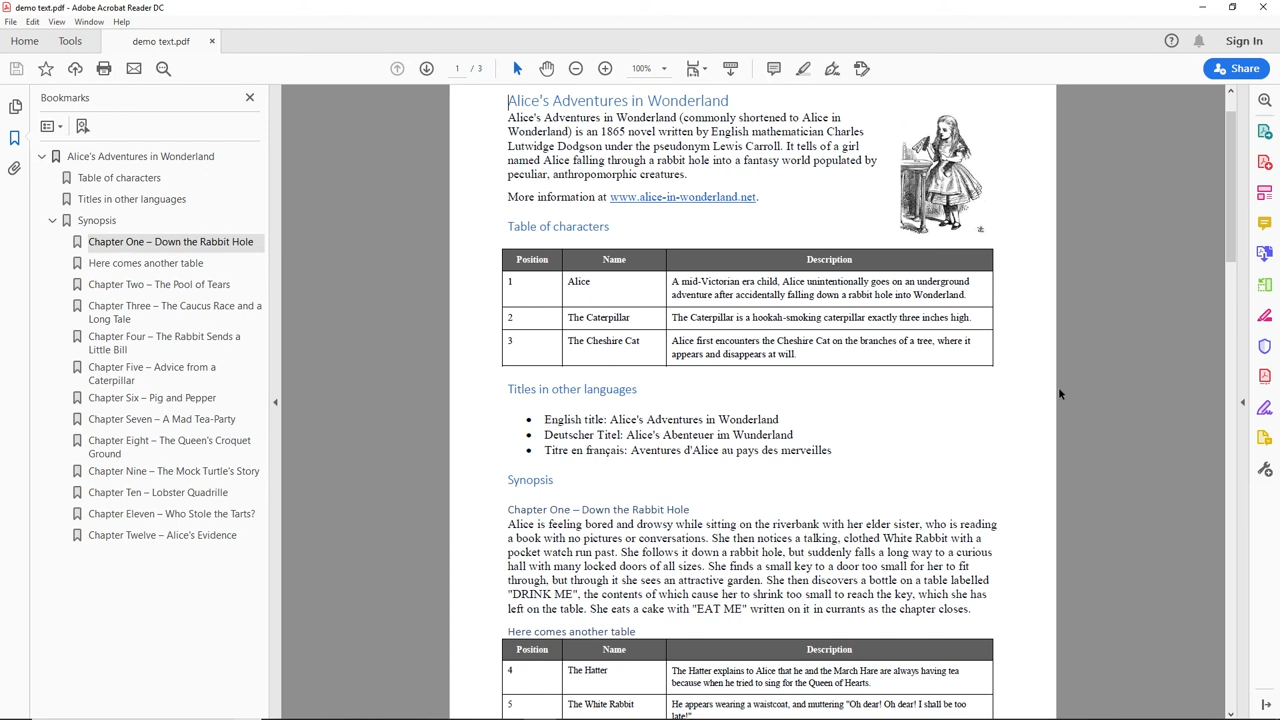 demo text.pdf - Adobe Acrobat Reader DC
File Edit View Window Help
Home Tools demo text.pdf × Sign In
1 / 3 100% Share
Bookmarks
Alice's Adventures in Wonderland
Table of characters
Titles in other languages
Synopsis
Chapter One – Down the Rabbit Hole
Here comes another table
Chapter Two – The Pool of Tears
Chapter Three – The Caucus Race and a
Long Tale
Chapter Four – The Rabbit Sends a
Little Bill
Chapter Five – Advice from a
Caterpillar
Chapter Six – Pig and Pepper
Chapter Seven – A Mad Tea-Party
Chapter Eight – The Queen's Croquet
Ground
Chapter Nine – The Mock Turtle's Story
Chapter Ten – Lobster Quadrille
Chapter Eleven – Who Stole the Tarts?
Chapter Twelve – Alice's Evidence
Alice's Adventures in Wonderland
Alice's Adventures in Wonderland (commonly shortened to Alice in
Wonderland) is an 1865 novel written by English mathematician Charles
Lutwidge Dodgson under the pseudonym Lewis Carroll. It tells of a girl
named Alice falling through a rabbit hole into a fantasy world populated by
peculiar, anthropomorphic creatures.
More information at www.alice-in-wonderland.net.
Table of characters
Position Name Description
1 Alice A mid-Victorian era child, Alice unintentionally goes on an underground
adventure after accidentally falling down a rabbit hole into Wonderland.
2 The Caterpillar The Caterpillar is a hookah-smoking caterpillar exactly three inches high.
3 The Cheshire Cat Alice first encounters the Cheshire Cat on the branches of a tree, where it
appears and disappears at will.
Titles in other languages
• English title: Alice's Adventures in Wonderland
• Deutscher Titel: Alice's Abenteuer im Wunderland
• Titre en français: Aventures d'Alice au pays des merveilles
Synopsis
Chapter One – Down the Rabbit Hole
Alice is feeling bored and drowsy while sitting on the riverbank with her elder sister, who is reading
a book with no pictures or conversations. She then notices a talking, clothed White Rabbit with a
pocket watch run past. She follows it down a rabbit hole, but suddenly falls a long way to a curious
hall with many locked doors of all sizes. She finds a small key to a door too small for her to fit
through, but through it she sees an attractive garden. She then discovers a bottle on a table labelled
"DRINK ME", the contents of which cause her to shrink too small to reach the key, which she has
left on the table. She eats a cake with "EAT ME" written on it in currants as the chapter closes.
Here comes another table
Position Name Description
4 The Hatter The Hatter explains to Alice that he and the March Hare are always having tea
because when he tried to sing for the Queen of Hearts.
5 The White Rabbit He appears wearing a waistcoat, and muttering "Oh dear! Oh dear! I shall be too
late!"